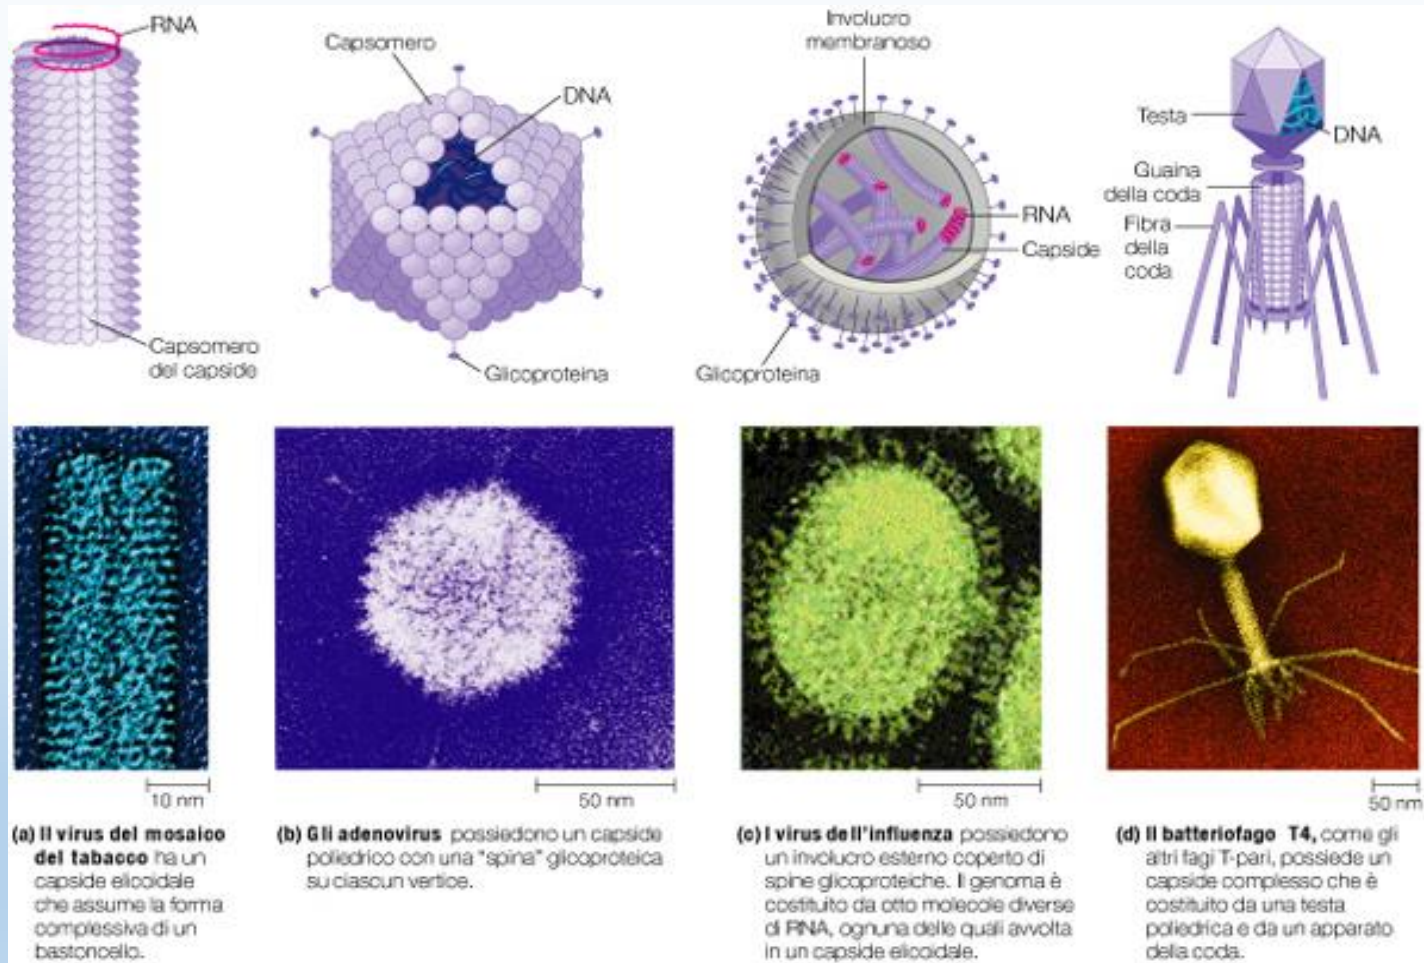 RNA
Capsomero
del capside
Capsomero
DNA
Glicoproteina
Involucro
membranoso
RNA
Capside
Glicoproteina
Testa
DNA
Guaina
della coda
Fibra
della
coda
10 nm
50 nm
50 nm
50 nm
(a) Il virus del mosaico
del tabacco ha un
capside elicoidale
che assume la forma
complessiva di un
bastoncello.
(b) Gli adenovirus possiedono un capside
poliedrico con una "spina" glicoproteica
su ciascun vertice.
(c) I virus dell'influenza possiedono
un involucro esterno coperto di
spine glicoproteiche. Il genoma è
costituito da otto molecole diverse
di RNA, ognuna delle quali avvolta
in un capside elicoidale.
(d) Il batteriofago T4, come gli
altri fagi T-pari, possiede un
capside complesso che è
costituito da una testa
poliedrica e da un apparato
della coda.